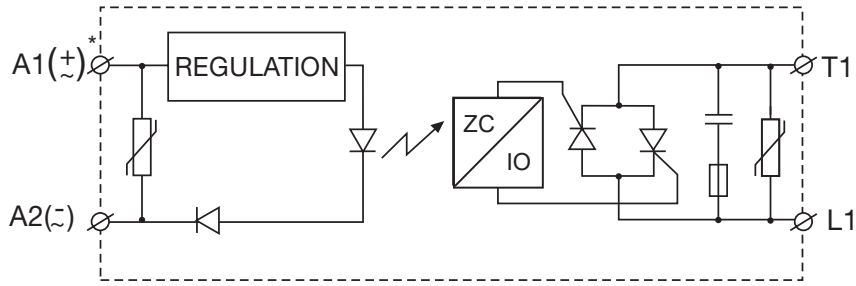 A1(+~)*
REGULATION
T1
ZC
IO
A2(-~)
L1